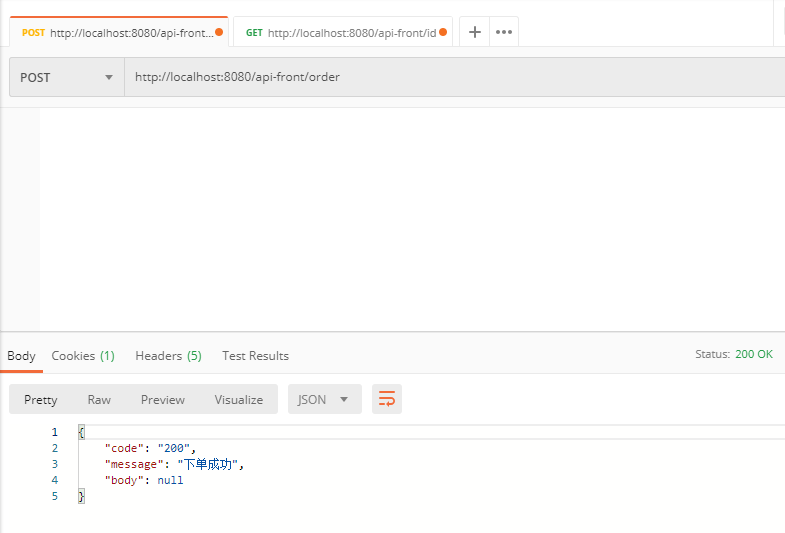 POST http://localhost:8080/api-front... GET http://localhost:8080/api-front/id + •••
POST http://localhost:8080/api-front/order
Body Cookies (1) Headers (5) Test Results Status: 200 OK
Pretty Raw Preview Visualize JSON
1 {
2 "code": "200",
3 "message": "下单成功",
4 "body": null
5 }